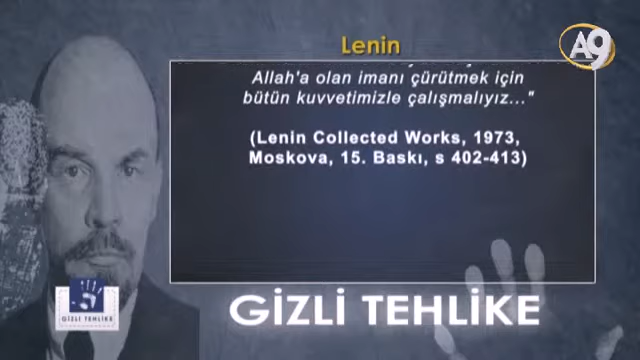 Lenin
A9
Allah'a olan imanı çürütmek için
bütün kuvvetimizle çalışmalıyız..."
(Lenin Collected Works, 1973,
Moskova, 15. Baskı, s 402-413)
GİZLİ TEHLİKE
GİZLİ TEHLİKE